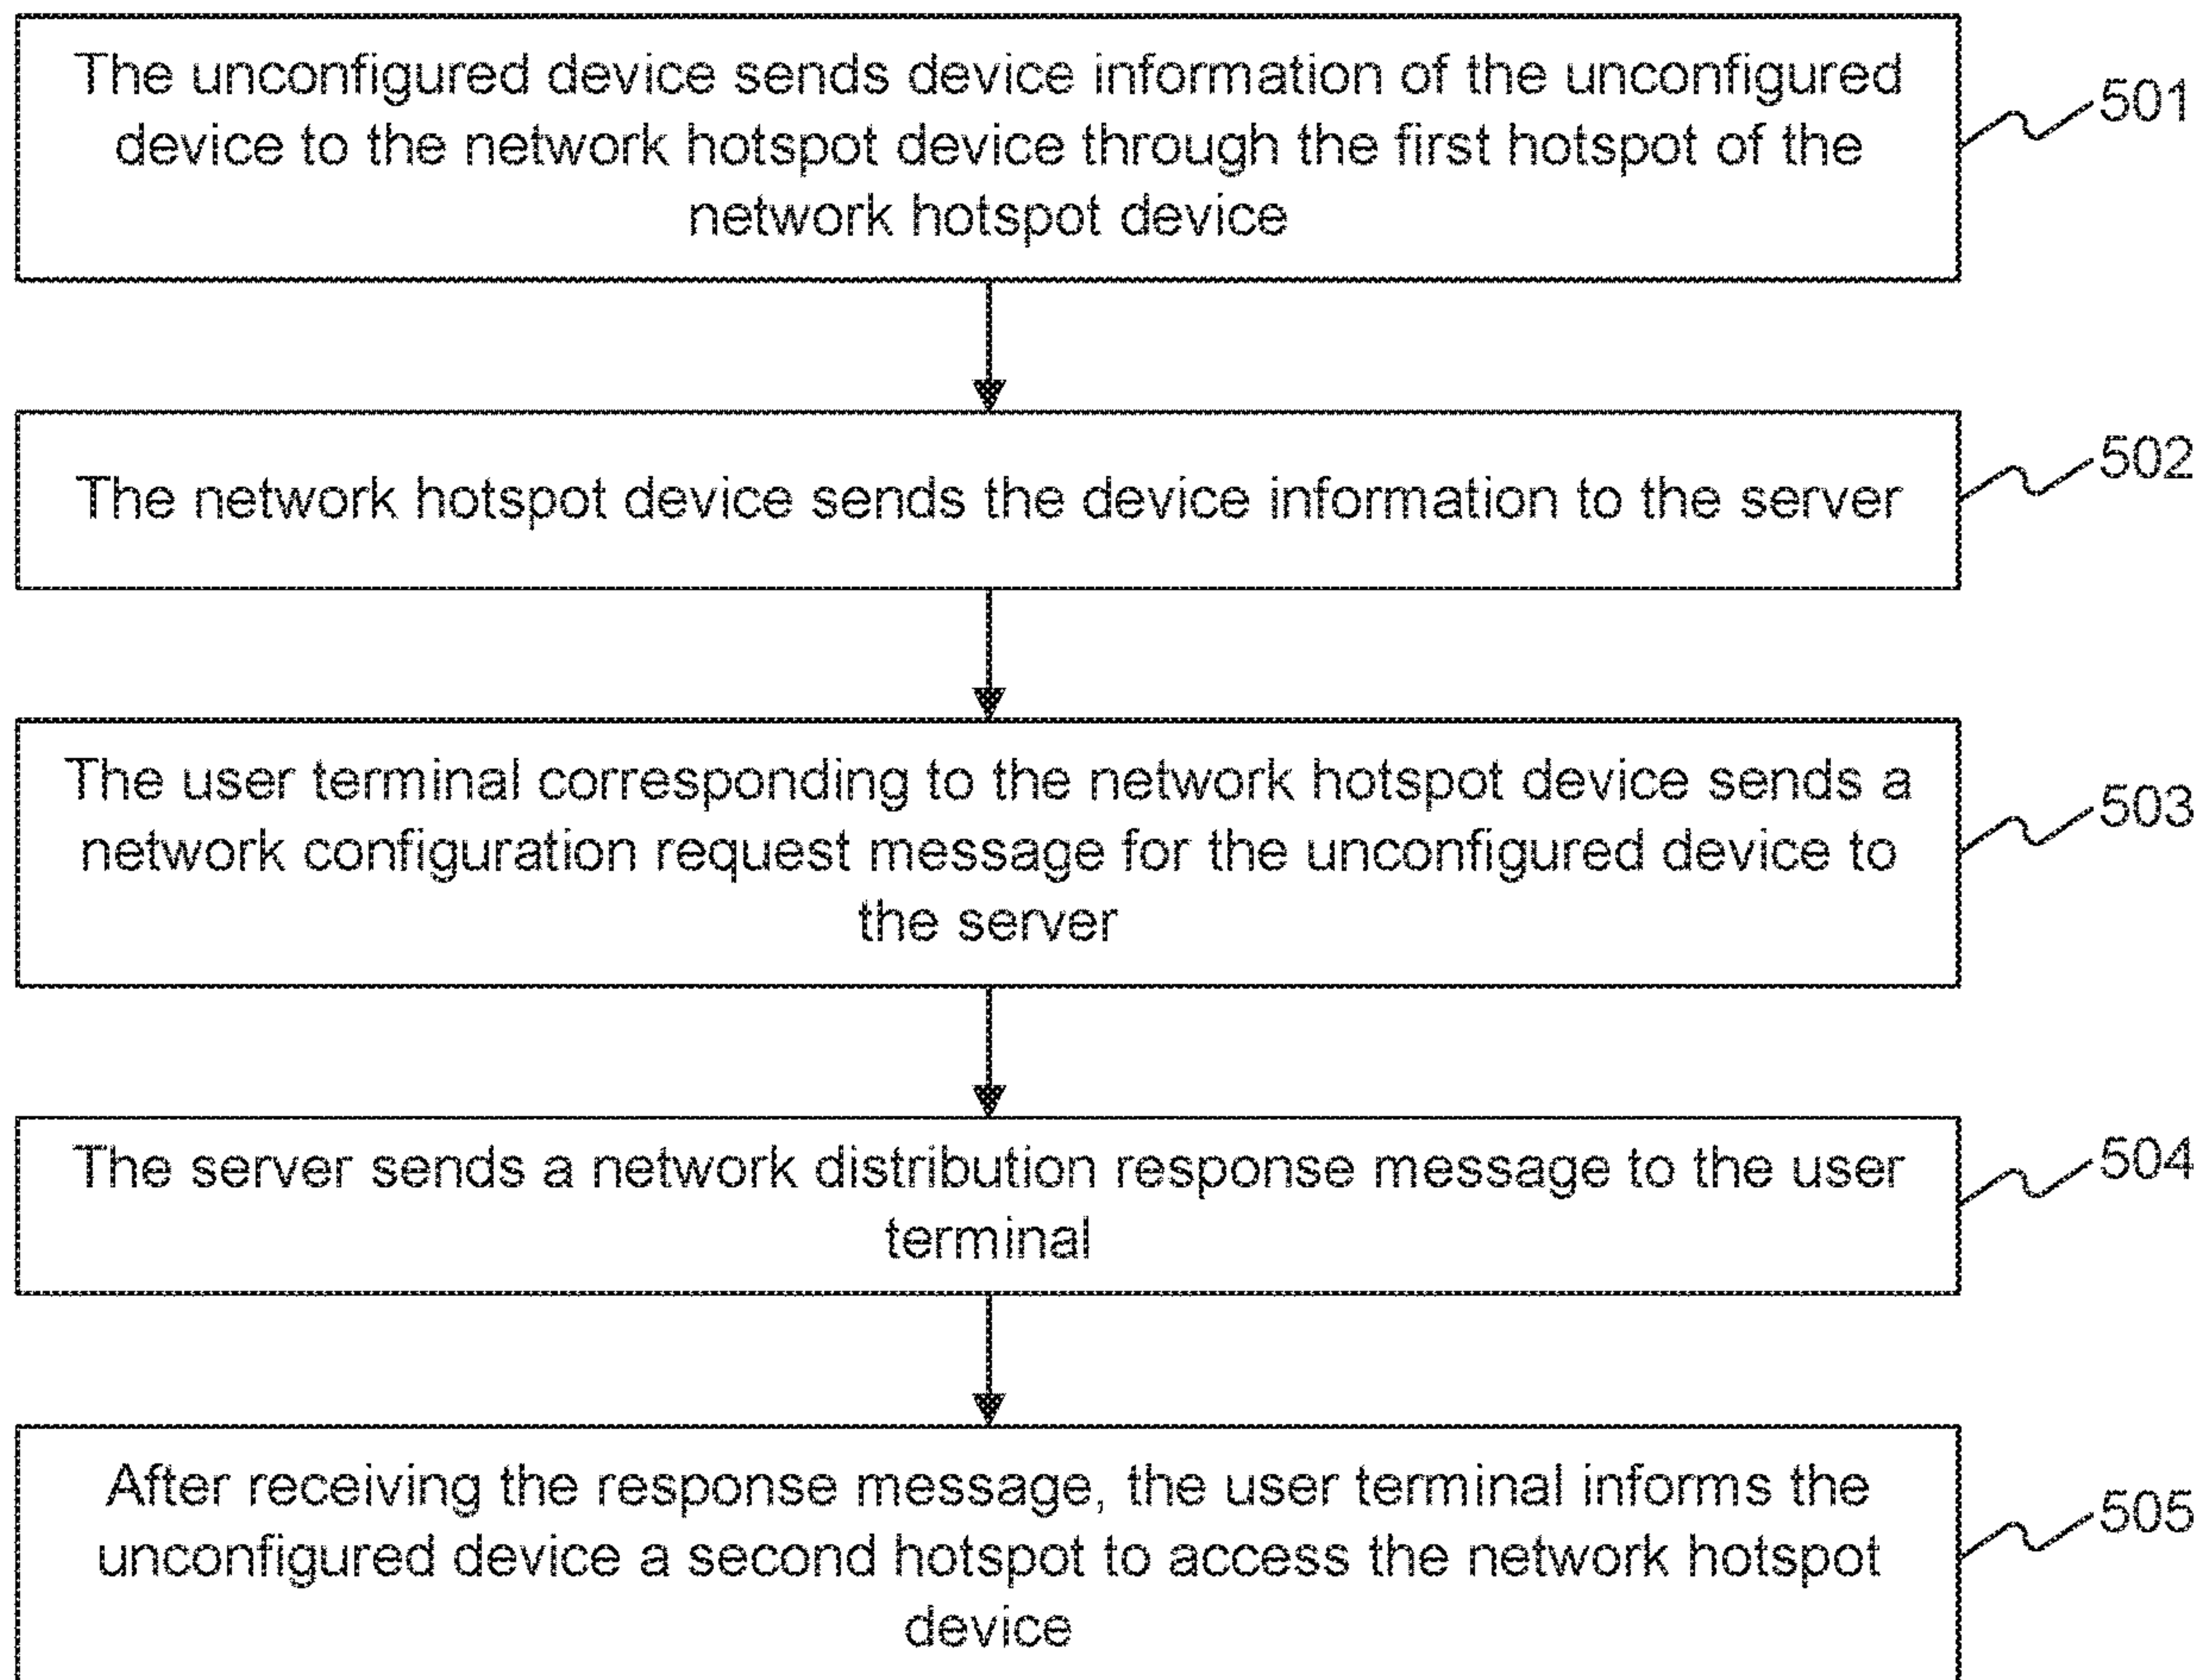 The unconfigured device sends device information of the unconfigured
device to the network hotspot device through the first hotspot of the
network hotspot device
501
The network hotspot device sends the device information to the server
502
The user terminal corresponding to the network hotspot device sends a
network configuration request message for the unconfigured device to
the server
503
The server sends a network distribution response message to the user
terminal
504
After receiving the response message, the user terminal informs the
unconfigured device a second hotspot to access the network hotspot
device
505